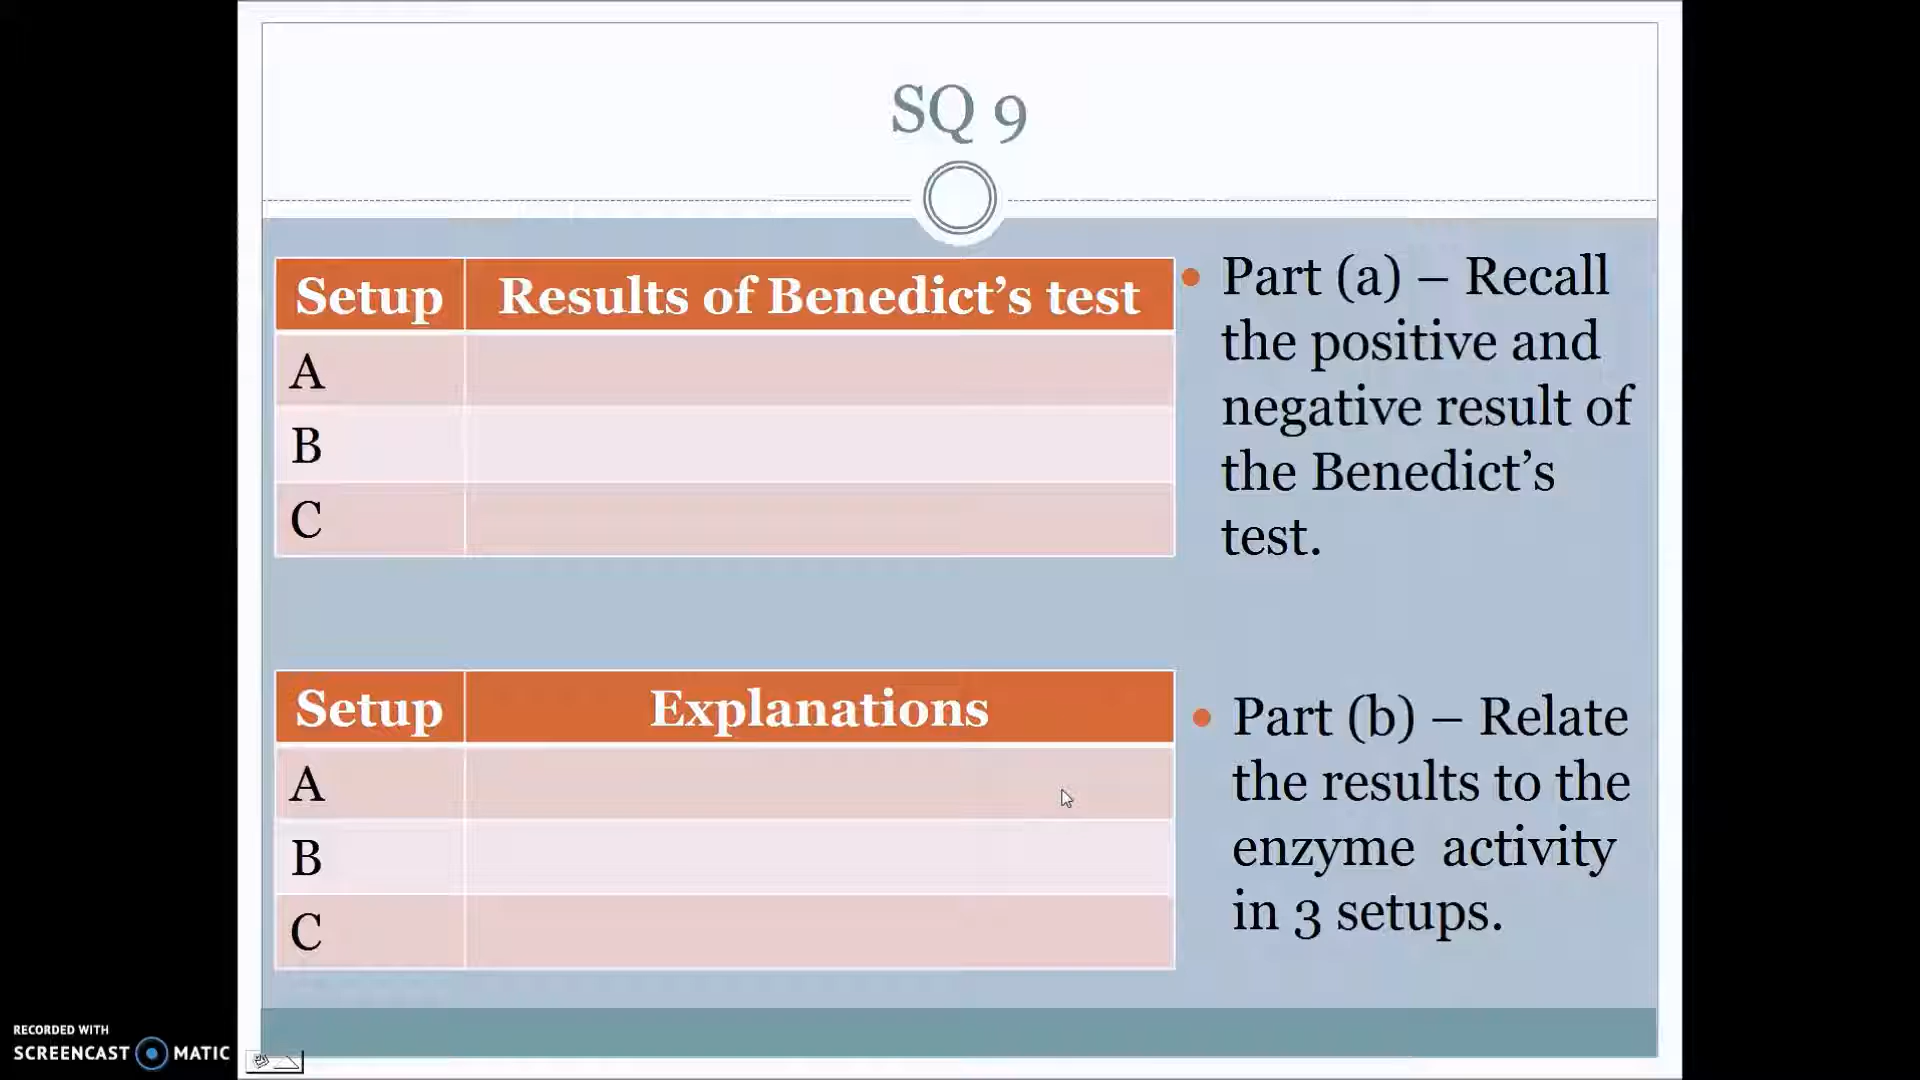 SQ 9
Setup Results of Benedict’s test
A
B
C
Part (a) – Recall
the positive and
negative result of
the Benedict’s
test.
Setup Explanations
A
B
C
Part (b) – Relate
the results to the
enzyme activity
in 3 setups.
RECORDED WITH
SCREENCAST MATIC